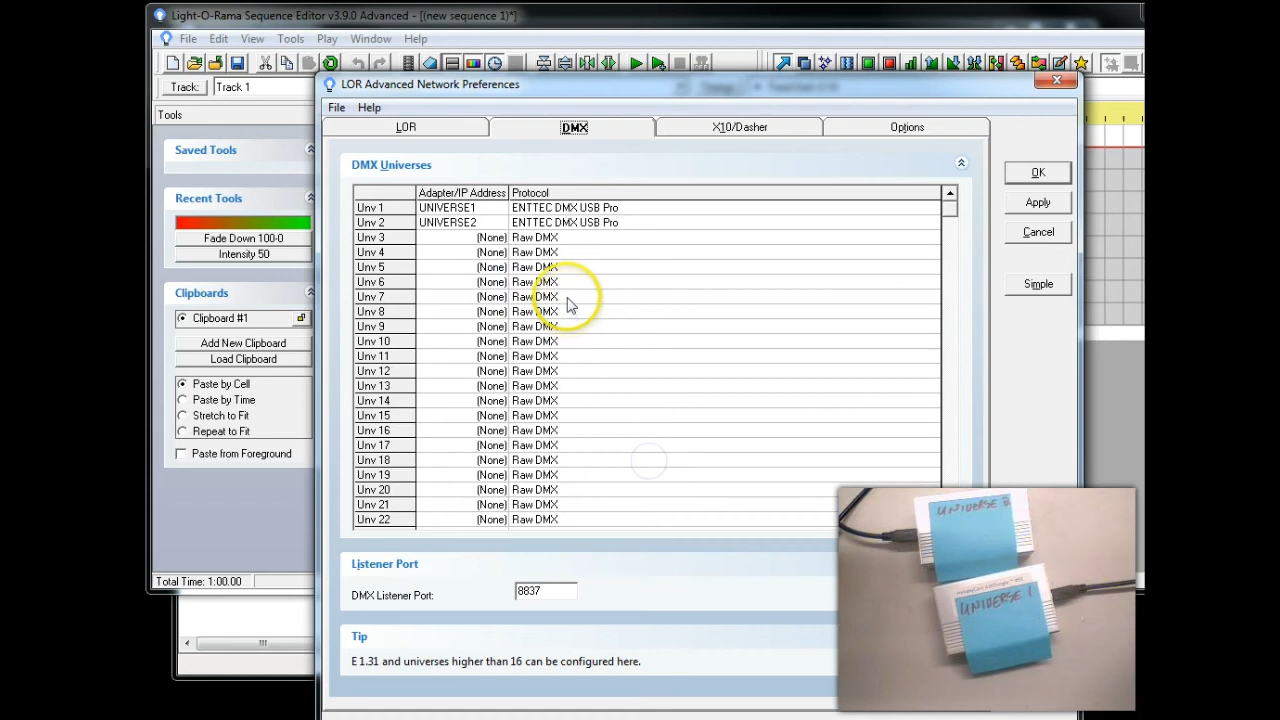 Light-O-Rama Sequence Editor v3.9.0 Advanced - [(new sequence 1)*]
File Edit View Tools Play Window Help
Track: Track 1
Tools
Saved Tools
Recent Tools
Fade Down 100-0
Intensity 50
Clipboards
Clipboard #1
Add New Clipboard
Load Clipboard
Paste by Cell
Paste by Time
Stretch to Fit
Repeat to Fit
Paste from Foreground
Total Time: 1:00.00
LOR Advanced Network Preferences
File Help
LOR DMX X10/Dasher Options
DMX Universes
Adapter/IP Address Protocol
Unv 1 UNIVERSE1 ENTTEC DMX USB Pro
Unv 2 UNIVERSE2 ENTTEC DMX USB Pro
Unv 3 (None) Raw DMX
Unv 4 (None) Raw DMX
Unv 5 (None) Raw DMX
Unv 6 (None) Raw DMX
Unv 7 (None) Raw DMX
Unv 8 (None) Raw DMX
Unv 9 (None) Raw DMX
Unv 10 (None) Raw DMX
Unv 11 (None) Raw DMX
Unv 12 (None) Raw DMX
Unv 13 (None) Raw DMX
Unv 14 (None) Raw DMX
Unv 15 (None) Raw DMX
Unv 16 (None) Raw DMX
Unv 17 (None) Raw DMX
Unv 18 (None) Raw DMX
Unv 19 (None) Raw DMX
Unv 20 (None) Raw DMX
Unv 21 (None) Raw DMX
Unv 22 (None) Raw DMX
OK
Apply
Cancel
Simple
Listener Port
DMX Listener Port: 8837
Tip
E1.31 and universes higher than 16 can be configured here.
UNIVERSE 2
UNIVERSE 1